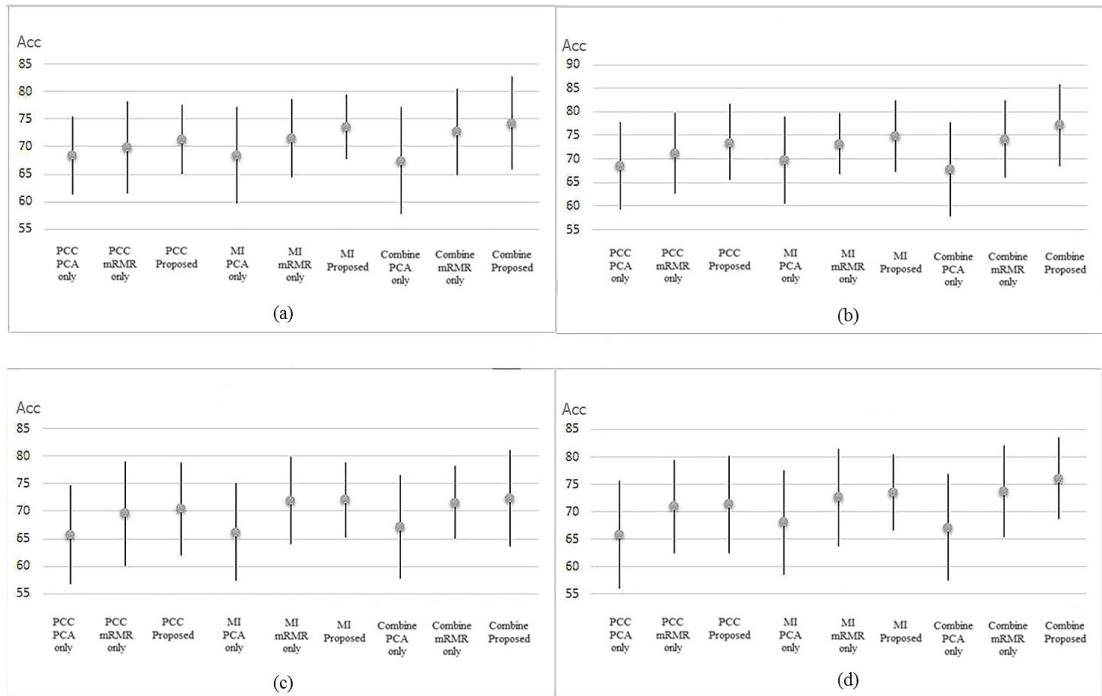 Acc
85
80
75
70
65
60
55
PCC PCC PCC MI MI MI Combine Combine Combine
PCA mRMR Proposed PCA mRMR Proposed PCA mRMR Proposed
only only only only only only
(a)
Acc
90
85
80
75
70
65
60
55
PCC PCC PCC MI MI MI Combine Combine Combine
PCA mRMR Proposed PCA mRMR Proposed PCA mRMR Proposed
only only only only only only
(b)
Acc
85
80
75
70
65
60
55
PCC PCC PCC MI MI MI Combine Combine Combine
PCA mRMR Proposed PCA mRMR Proposed PCA mRMR Proposed
only only only only only only
(c)
Acc
85
80
75
70
65
60
55
PCC PCC PCC MI MI MI Combine Combine Combine
PCA mRMR Proposed PCA mRMR Proposed PCA mRMR Proposed
only only only only only only
(d)